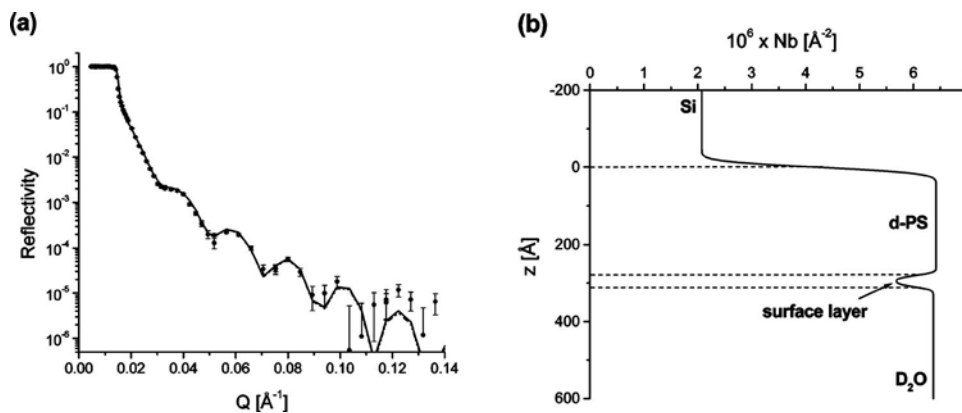 (a)
10⁰
10⁻¹
10⁻²
10⁻³
10⁻⁴
10⁻⁵
10⁻⁶
Reflectivity
0.00 0.02 0.04 0.06 0.08 0.10 0.12 0.14
Q [Å⁻¹]
(b)
10⁶ x Nb [Å⁻²]
0 1 2 3 4 5 6
-200
0
200
400
600
z [Å]
Si
d-PS
surface layer
D₂O